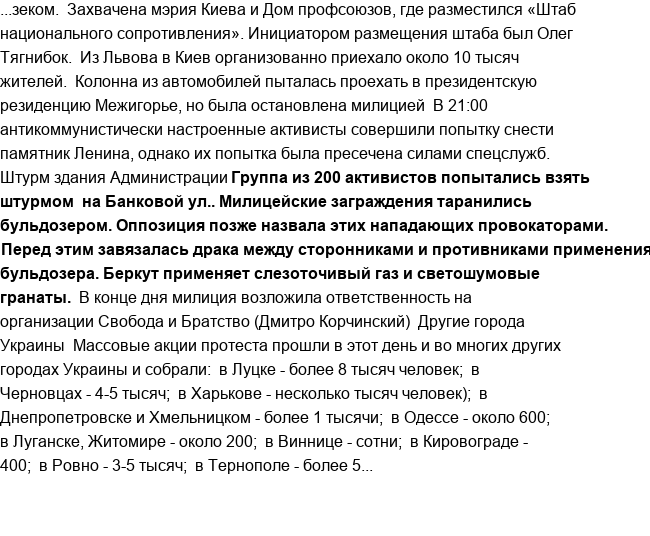 ...зеком.  Захвачена мэрия Киева и Дом профсоюзов, где разместился «Штаб
национального сопротивления». Инициатором размещения штаба был Олег
Тягнибок.  Из Львова в Киев организованно приехало около 10 тысяч
жителей.  Колонна из автомобилей пыталась проехать в президентскую
резиденцию Межигорье, но была остановлена милицией  В 21:00
антикоммунистически настроенные активисты совершили попытку снести
памятник Ленина, однако их попытка была пресечена силами спецслужб.
Штурм здания Администрации Группа из 200 активистов попытались взять
штурмом  на Банковой ул.. Милицейские заграждения таранились
бульдозером. Оппозиция позже назвала этих нападающих провокаторами.
Перед этим завязалась драка между сторонниками и противниками применения
бульдозера. Беркут применяет слезоточивый газ и светошумовые
гранаты.  В конце дня милиция возложила ответственность на
организации Свобода и Братство (Дмитро Корчинский)  Другие города
Украины  Массовые акции протеста прошли в этот день и во многих других
городах Украины и собрали:  в Луцке - более 8 тысяч человек;  в
Черновцах - 4-5 тысяч;  в Харькове - несколько тысяч человек);  в
Днепропетровске и Хмельницком - более 1 тысячи;  в Одессе - около 600;
в Луганске, Житомире - около 200;  в Виннице - сотни;  в Кировограде -
400;  в Ровно - 3-5 тысяч;  в Тернополе - более 5...